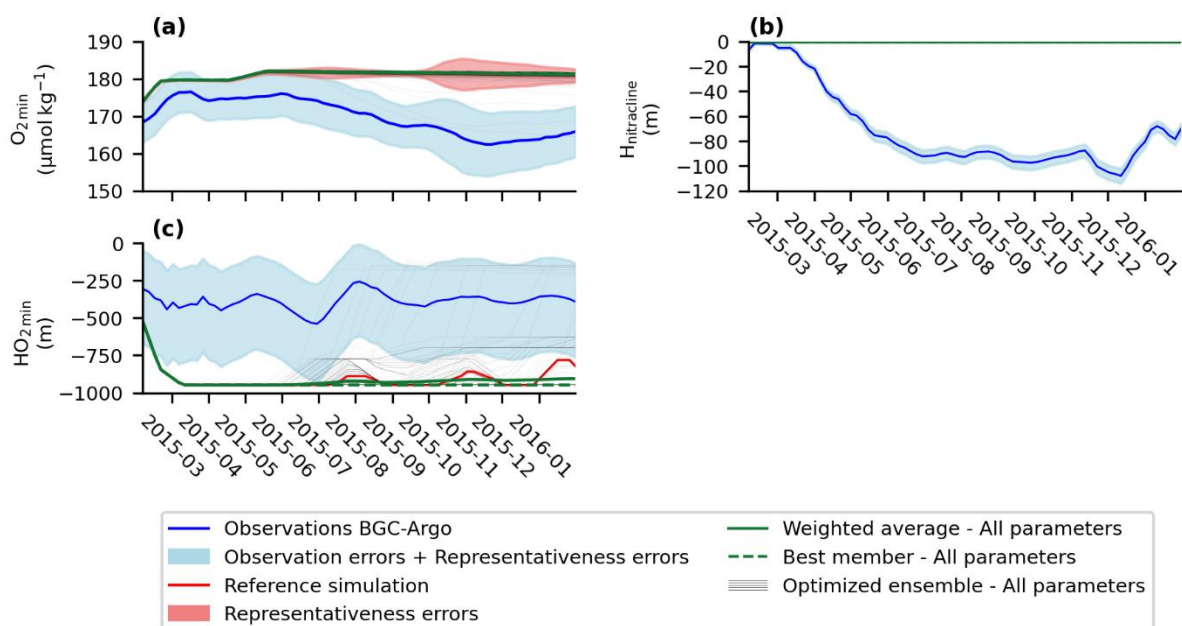 (a)
190
180
170
160
150
O2 min
(µmol kg−1)
(b)
0
−20
−40
−60
−80
−100
−120
Hnitracline
(m)
2015-03
2015-04
2015-05
2015-06
2015-07
2015-08
2015-09
2015-10
2015-11
2015-12
2016-01
(c)
0
−250
−500
−750
−1000
HO2 min
(m)
2015-03
2015-04
2015-05
2015-06
2015-07
2015-08
2015-09
2015-10
2015-11
2015-12
2016-01
Observations BGC-Argo
Observation errors + Representativeness errors
Reference simulation
Representativeness errors
Weighted average - All parameters
Best member - All parameters
Optimized ensemble - All parameters